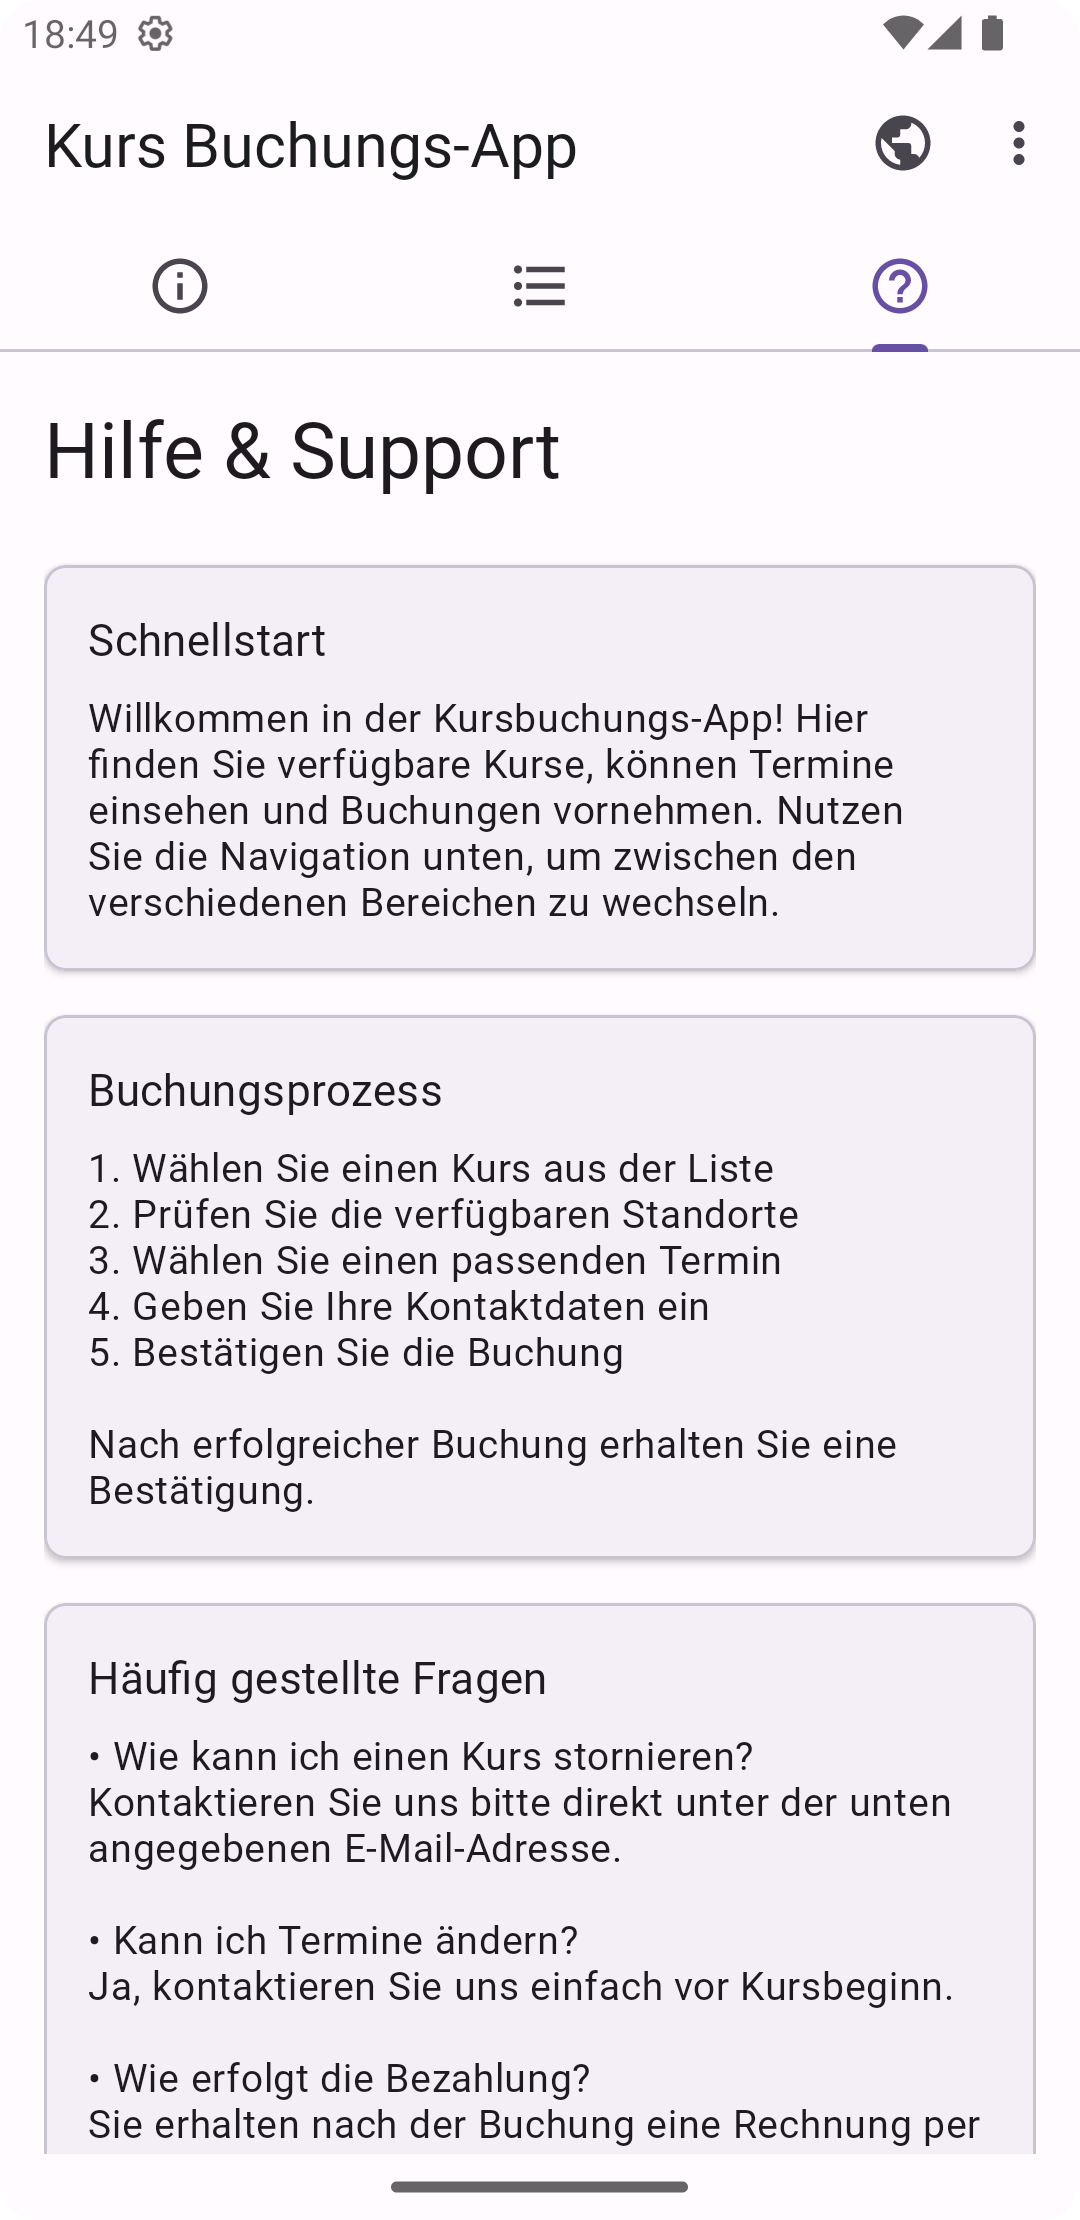 18:49
Kurs Buchungs-App
Hilfe & Support
Schnellstart
Willkommen in der Kursbuchungs-App! Hier
finden Sie verfügbare Kurse, können Termine
einsehen und Buchungen vornehmen. Nutzen
Sie die Navigation unten, um zwischen den
verschiedenen Bereichen zu wechseln.
Buchungsprozess
1. Wählen Sie einen Kurs aus der Liste
2. Prüfen Sie die verfügbaren Standorte
3. Wählen Sie einen passenden Termin
4. Geben Sie Ihre Kontaktdaten ein
5. Bestätigen Sie die Buchung
Nach erfolgreicher Buchung erhalten Sie eine
Bestätigung.
Häufig gestellte Fragen
• Wie kann ich einen Kurs stornieren?
Kontaktieren Sie uns bitte direkt unter der unten
angegebenen E-Mail-Adresse.
• Kann ich Termine ändern?
Ja, kontaktieren Sie uns einfach vor Kursbeginn.
• Wie erfolgt die Bezahlung?
Sie erhalten nach der Buchung eine Rechnung per